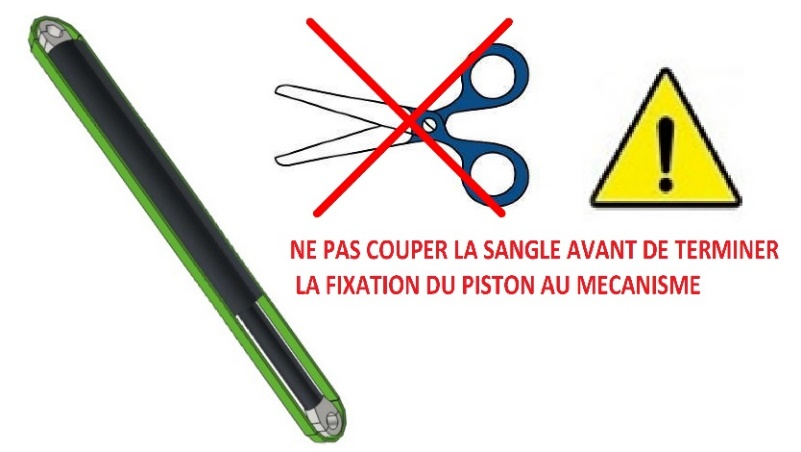 NE PAS COUPER LA SANGLE AVANT DE TERMINER
LA FIXATION DU PISTON AU MECANISME